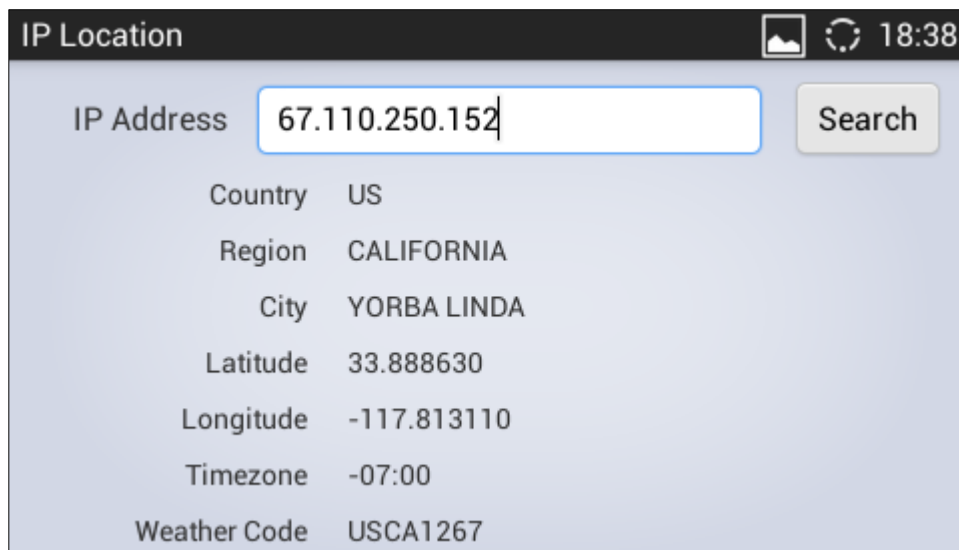 IP Location 18:38
IP Address 67.110.250.152 Search
Country US
Region CALIFORNIA
City YORBA LINDA
Latitude 33.888630
Longitude -117.813110
Timezone -07:00
Weather Code USCA1267